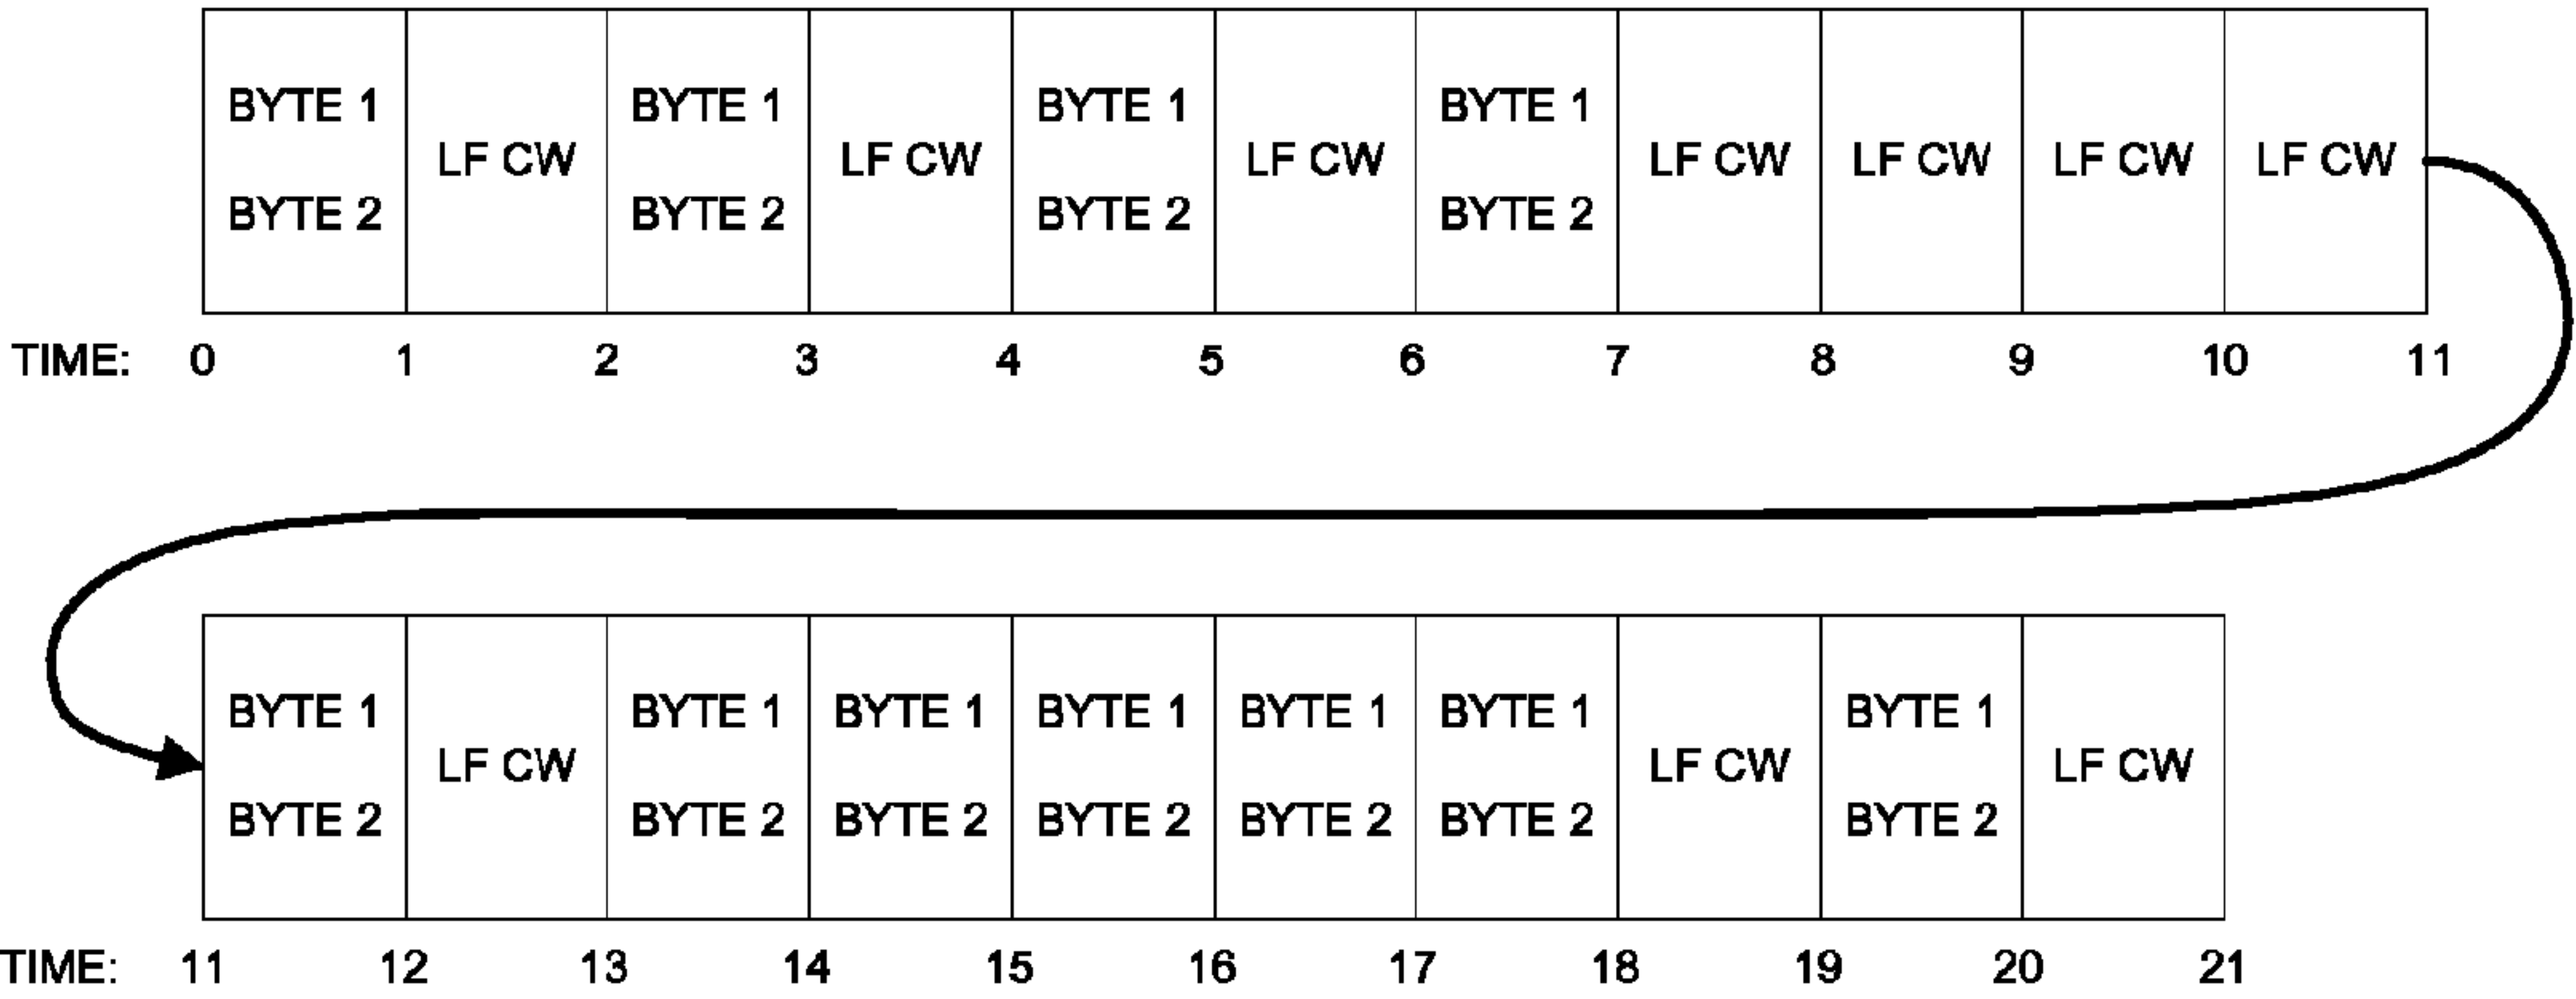 BYTE 1 BYTE 1 BYTE 1 BYTE 1
LF CW LF CW LF CW LF CW LF CW LF CW LF CW
BYTE 2 BYTE 2 BYTE 2 BYTE 2
TIME: 0 1 2 3 4 5 6 7 8 9 10 11
BYTE 1 BYTE 1 BYTE 1 BYTE 1 BYTE 1 BYTE 1 BYTE 1
LF CW LF CW LF CW
BYTE 2 BYTE 2 BYTE 2 BYTE 2 BYTE 2 BYTE 2 BYTE 2
TIME: 11 12 13 14 15 16 17 18 19 20 21